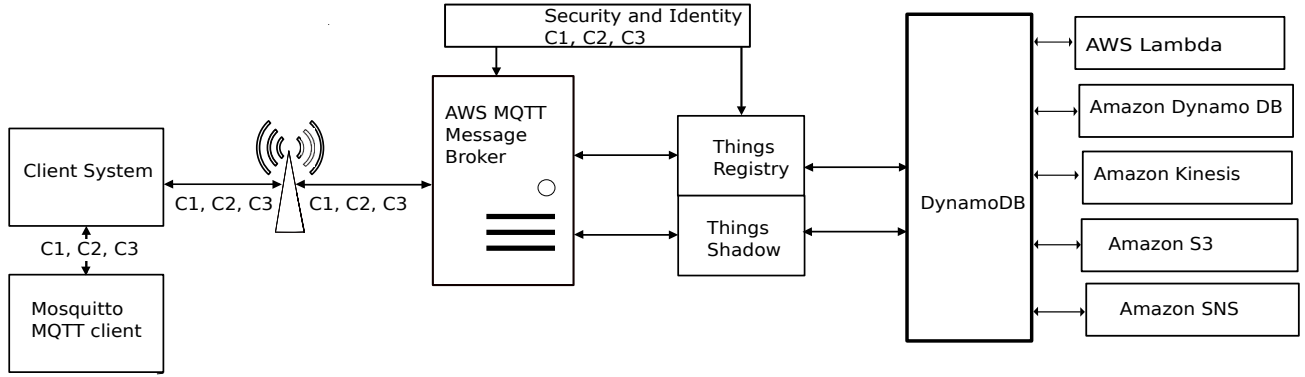 Security and Identity
C1, C2, C3
AWS MQTT
Message
Broker
Client System
C1, C2, C3
C1, C2, C3
C1, C2, C3
Mosquitto
MQTT client
Things
Registry
Things
Shadow
DynamoDB
AWS Lambda
Amazon Dynamo DB
Amazon Kinesis
Amazon S3
Amazon SNS